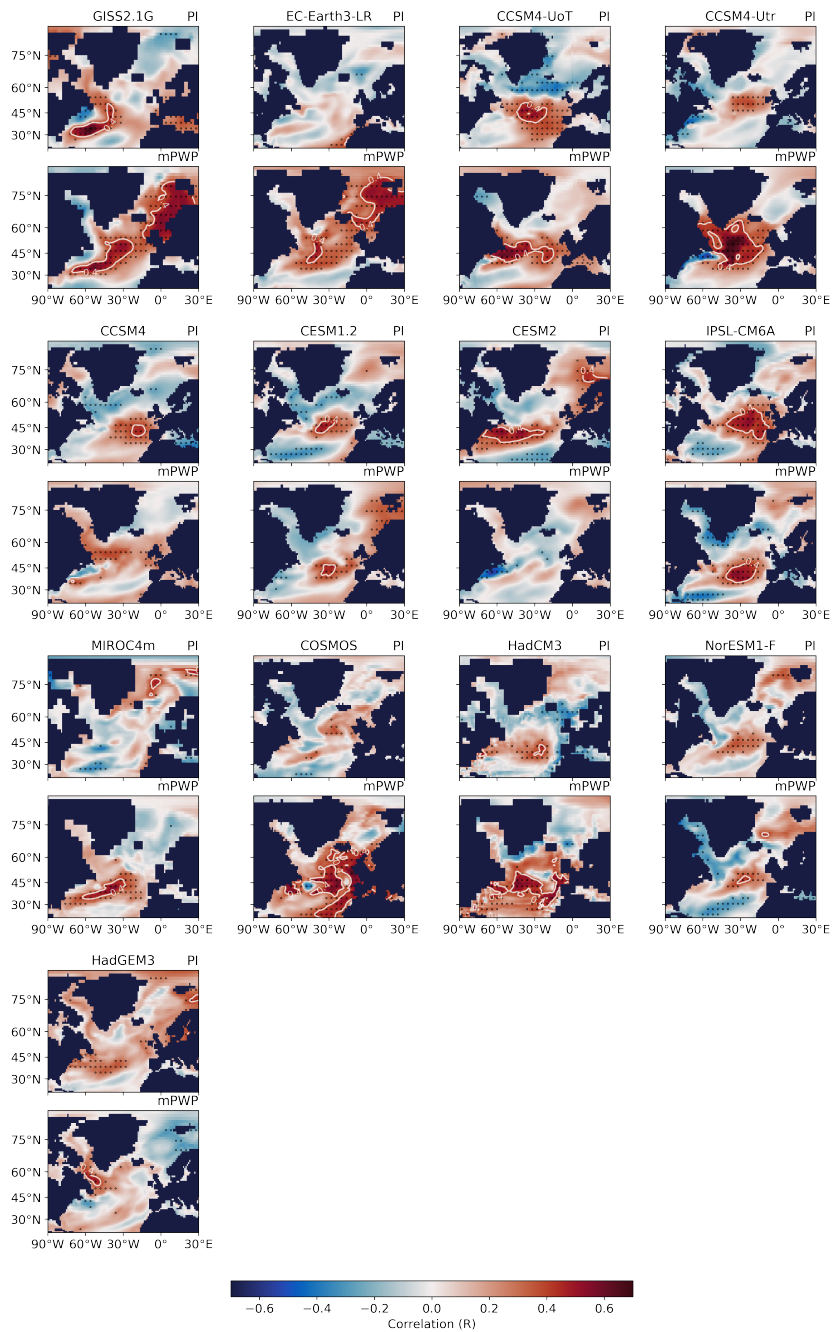 GISS2.1G PI EC-Earth3-LR PI CCSM4-UoT PI CCSM4-Utr PI
75°N
60°N
45°N
30°N
mPWP mPWP mPWP mPWP
75°N
60°N
45°N
30°N
90°W 60°W 30°W 0° 30°E 90°W 60°W 30°W 0° 30°E 90°W 60°W 30°W 0° 30°E 90°W 60°W 30°W 0° 30°E
CCSM4 PI CESM1.2 PI CESM2 PI IPSL-CM6A PI
75°N
60°N
45°N
30°N
mPWP mPWP mPWP mPWP
75°N
60°N
45°N
30°N
90°W 60°W 30°W 0° 30°E 90°W 60°W 30°W 0° 30°E 90°W 60°W 30°W 0° 30°E 90°W 60°W 30°W 0° 30°E
MIROC4m PI COSMOS PI HadCM3 PI NorESM1-F PI
75°N
60°N
45°N
30°N
mPWP mPWP mPWP mPWP
75°N
60°N
45°N
30°N
90°W 60°W 30°W 0° 30°E 90°W 60°W 30°W 0° 30°E 90°W 60°W 30°W 0° 30°E 90°W 60°W 30°W 0° 30°E
HadGEM3 PI
75°N
60°N
45°N
30°N
mPWP
75°N
60°N
45°N
30°N
90°W 60°W 30°W 0° 30°E
−0.6 −0.4 −0.2 0.0 0.2 0.4 0.6
Correlation (R)